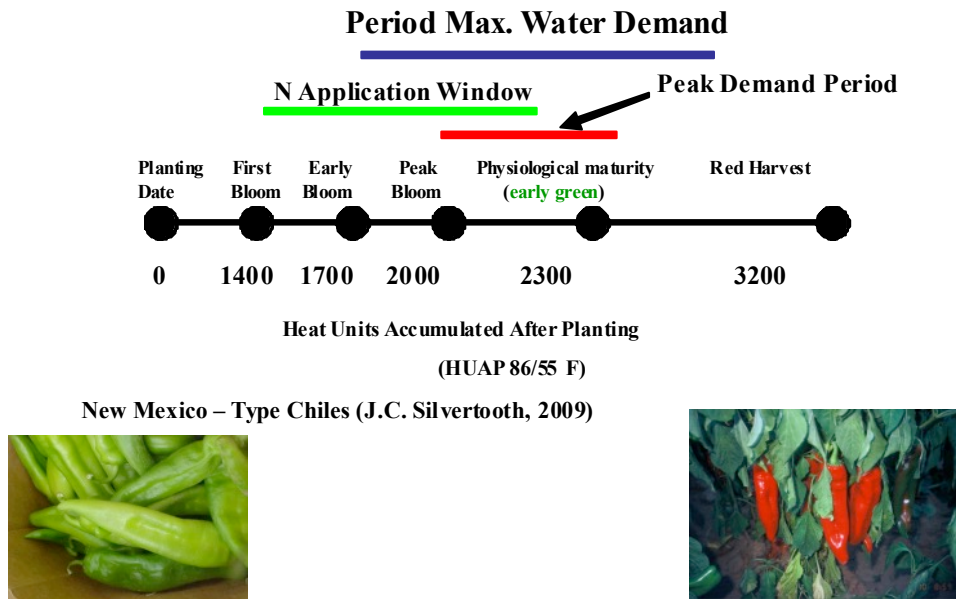 Period Max. Water Demand
N Application Window
Peak Demand Period
Planting Date
First Bloom
Early Bloom
Peak Bloom
Physiological maturity
(early green)
Red Harvest
0 1400 1700 2000 2300 3200
Heat Units Accumulated After Planting
(HUAP 86/55 F)
New Mexico – Type Chiles (J.C. Silvertooth, 2009)